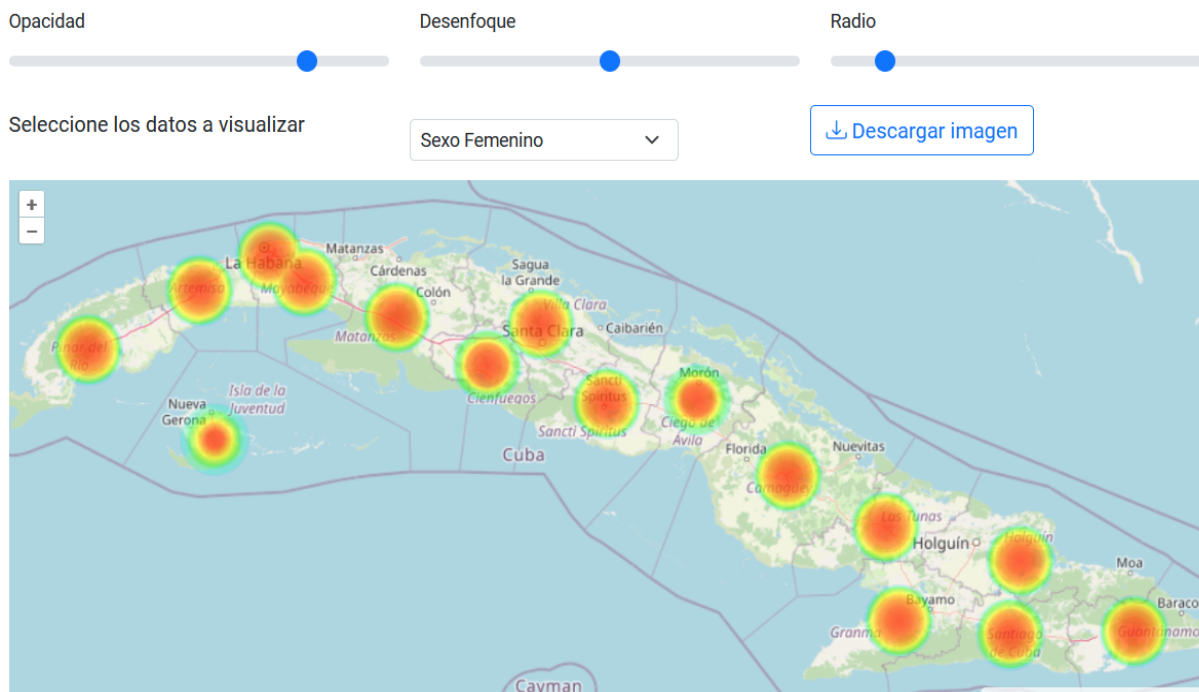 Opacidad
Desenfoque
Radio
Seleccione los datos a visualizar
Sexo Femenino
Descargar imagen
+
−
La Habana
Matanzas
Artemisa
Mayabeque
Cárdenas
Colón
Sagua
la Grande
Villa Clara
Santa Clara
Caibarién
Matanzas
Pinar del
Río
Isla de la
Juventud
Nueva
Gerona
Cienfuegos
Sancti
Spíritus
Sancti Spíritus
Morón
Ciego de
Ávila
Cuba
Florida
Nuevitas
Camagüey
Las Tunas
Holguín
Holguín
Moa
Bayamo
Baraco
Granma
Santiago
de Cuba
Guantánamo
Cayman